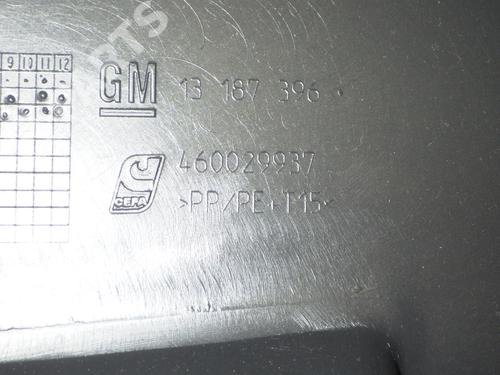 9 10 11 12
GM 13 187 396
460029937
CEFA
>PP/PE+T15<